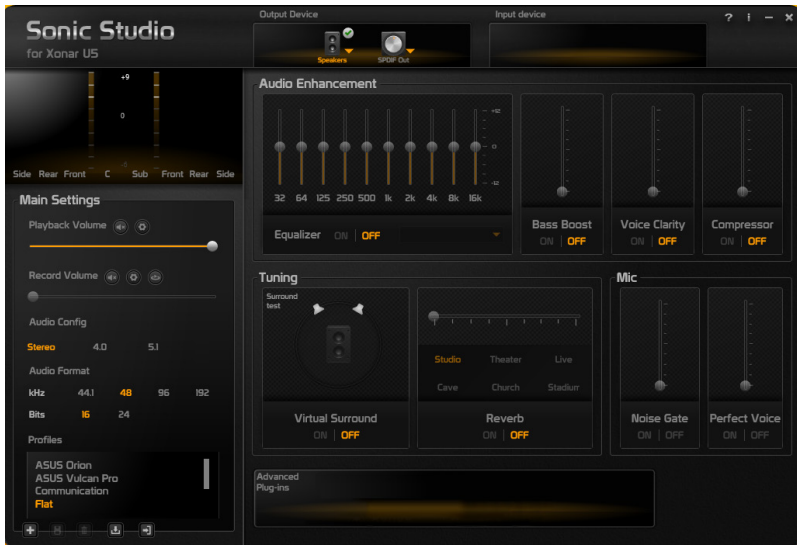 Sonic Studio
for Xonar U5
Output Device
Speakers
SPDIF Out
Input device
? i – ×
+9
0
Side Rear Front C Sub Front Rear Side
Main Settings
Playback Volume
Record Volume
Audio Config
Stereo 4.0 5.1
Audio Format
kHz 44.1 48 96 192
Bits 16 24
Profiles
ASUS Orion
ASUS Vulcan Pro
Communication
Flat
Audio Enhancement
+12
0
-12
32 64 125 250 500 1k 2k 4k 8k 16k
Equalizer ON | OFF
Bass Boost
ON | OFF
Voice Clarity
ON | OFF
Compressor
ON | OFF
Tuning
Surround
test
Virtual Surround
ON | OFF
Studio Theater Live
Cave Church Stadium
Reverb
ON | OFF
Mic
Noise Gate
ON | OFF
Perfect Voice
ON | OFF
Advanced
Plug-ins